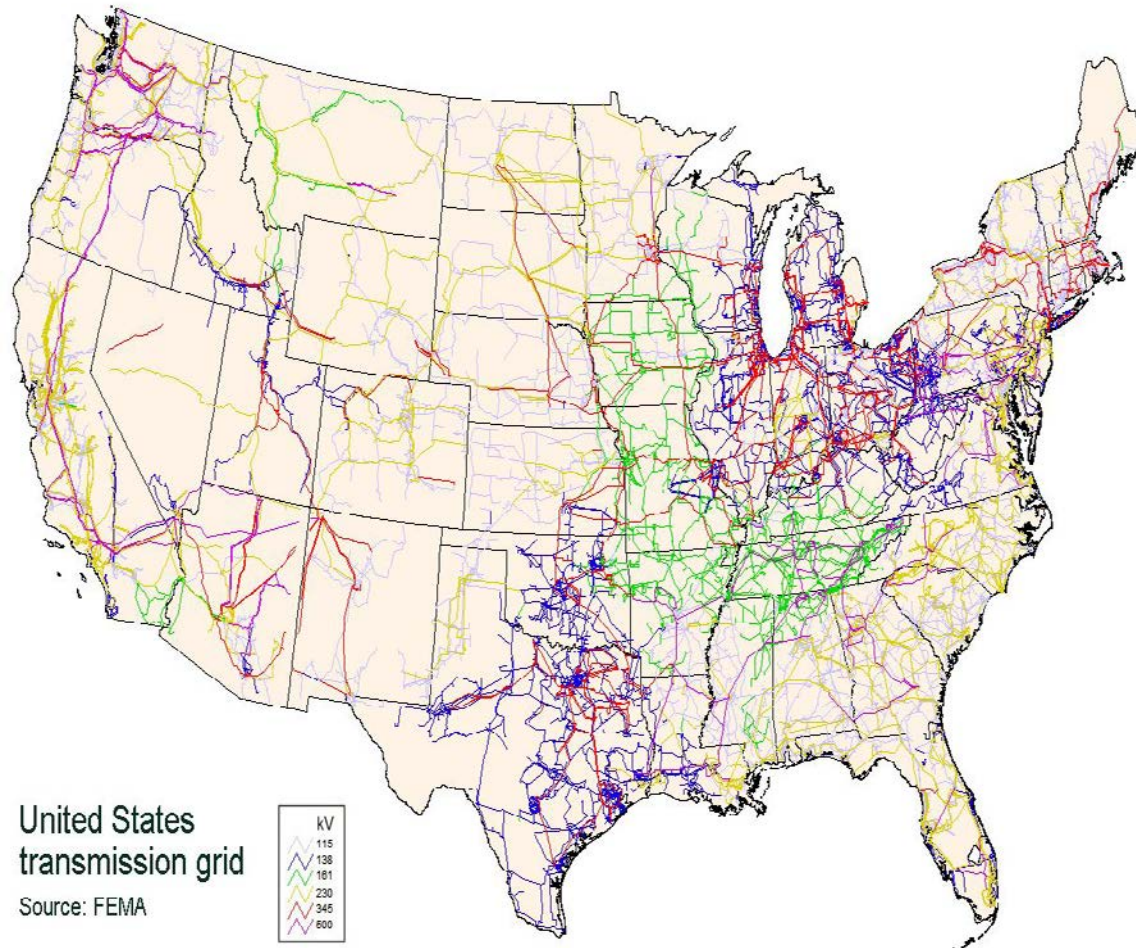 United States
transmission grid
Source: FEMA
kV
115
138
161
230
345
500